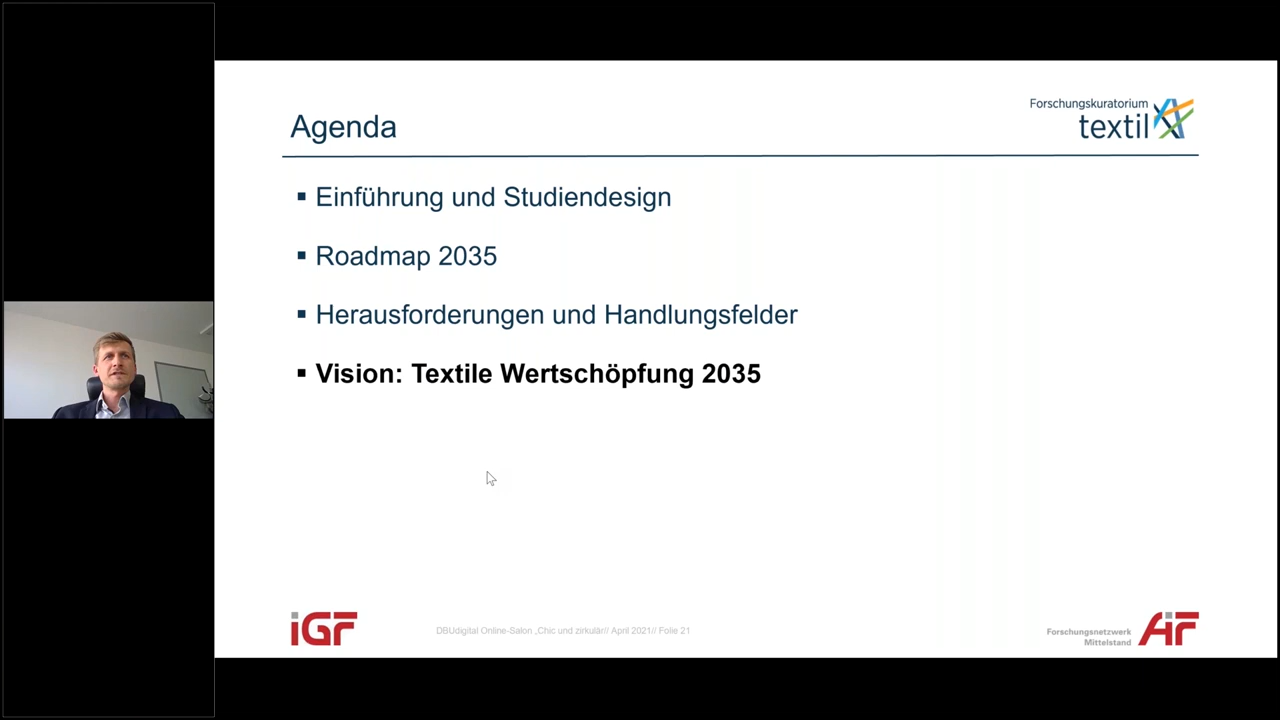 Agenda
Forschungskuratorium
textil
▪ Einführung und Studiendesign
▪ Roadmap 2035
▪ Herausforderungen und Handlungsfelder
▪ Vision: Textile Wertschöpfung 2035
iGF
DBUdigital Online-Salon „Chic und zirkulär// April 2021// Folie 21
Forschungsnetzwerk
Mittelstand
AiF